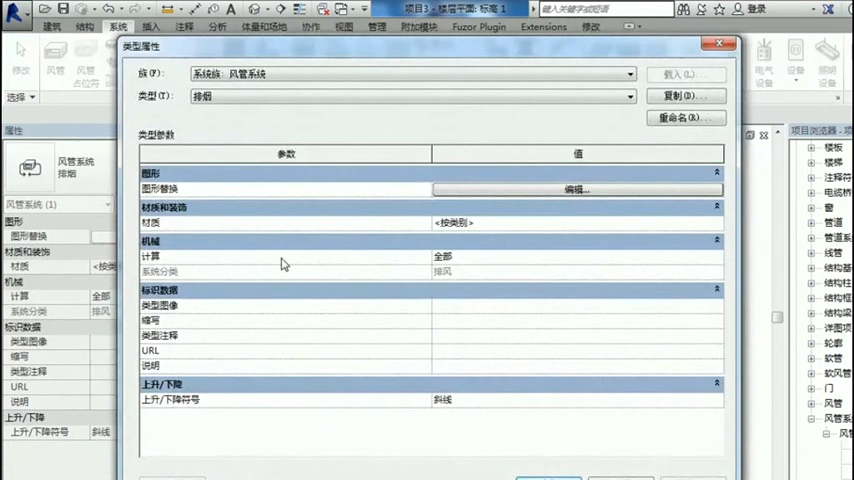 项目3 - 楼层平面: 标高 1
键入关键字或短语
登录
建筑 结构 系统 插入 注释 分析 体量和场地 协作 视图 管理 附加模块 Fuzor Plugin Extensions 修改
修改 风管 风管占位符
电气设备 设备 照明设备
选择
类型属性
族(F): 系统族: 风管系统 载入(L)...
类型(T): 排烟 复制(D)...
重命名(R)...
类型参数
参数 值
图形
图形替换 编辑...
材质和装饰
材质 <按类别>
机械
计算 全部
系统分类 排风
标识数据
类型图像
缩写
类型注释
URL
说明
上升/下降
上升/下降符号 斜线
属性
风管系统
排烟
风管系统 (1)
图形
图形替换
材质和装饰
材质 <按类
机械
计算 全部
系统分类 排风
标识数据
类型图像
缩写
类型注释
URL
说明
上升/下降
上升/下降符号 斜线
项目浏览器 -
楼板
楼梯
注释符
电缆桥
窗
管道
管道系
线管
结构基
结构柱
结构框
结构梁
详图项
轮廓
软管
软风管
门
风管
风管系
风管